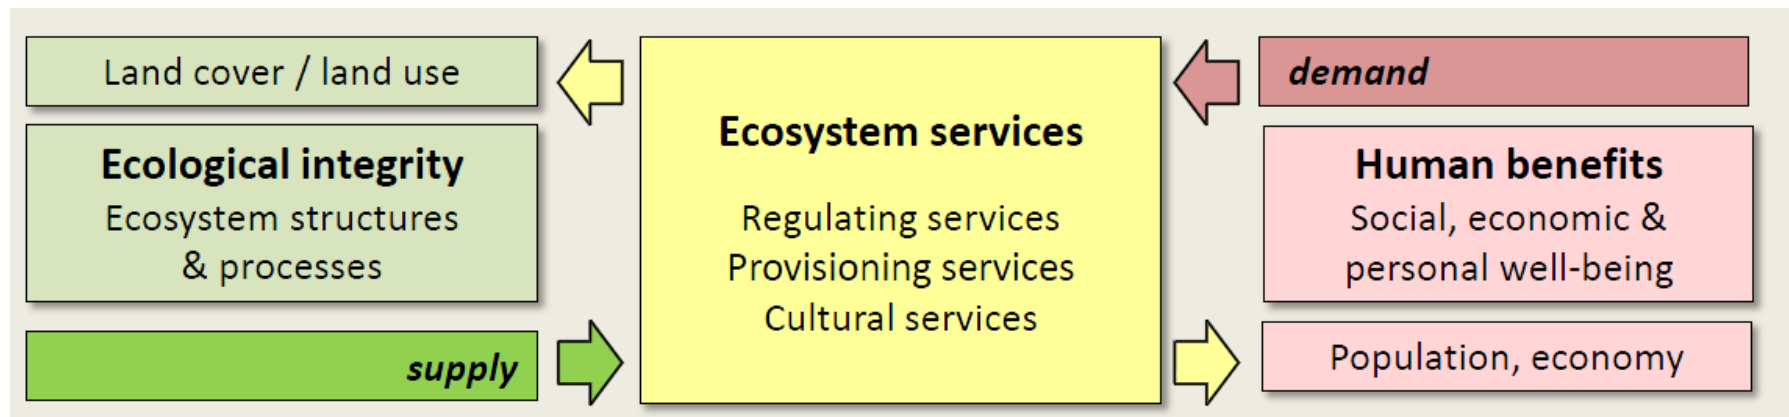 Land cover / land use
Ecological integrity
Ecosystem structures
& processes
supply
Ecosystem services
Regulating services
Provisioning services
Cultural services
demand
Human benefits
Social, economic &
personal well-being
Population, economy